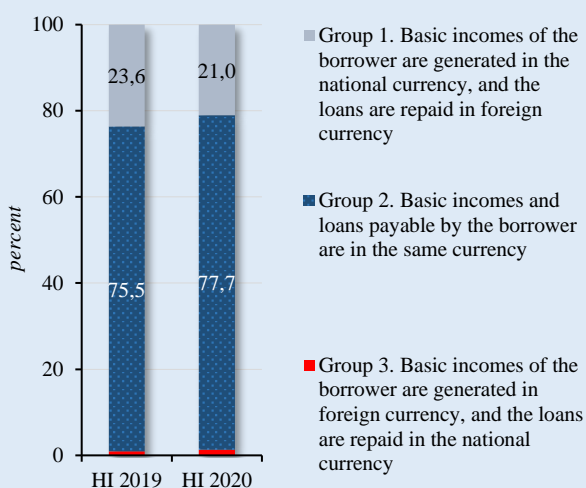 100
80
60
40
20
0
percent
23,6
21,0
75,5
77,7
HI 2019
HI 2020
Group 1. Basic incomes of the
borrower are generated in the
national currency, and the
loans are repaid in foreign
currency
Group 2. Basic incomes and
loans payable by the borrower
are in the same currency
Group 3. Basic incomes of the
borrower are generated in
foreign currency, and the loans
are repaid in the national
currency